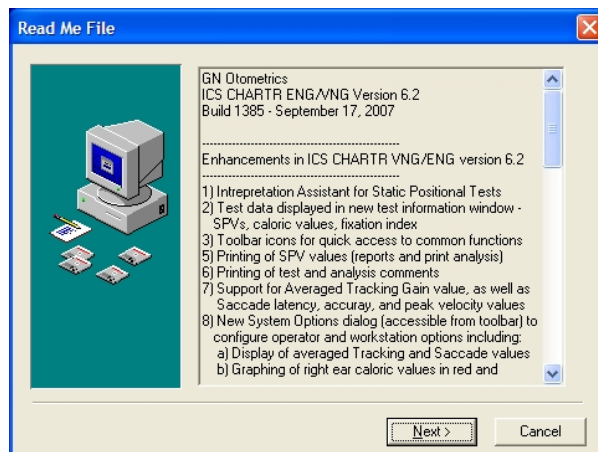 Read Me File
GN Otometrics
ICS CHARTR ENG/VNG Version 6.2
Build 1385 - September 17, 2007
--------------------------------------------------
Enhancements in ICS CHARTR VNG/ENG version 6.2
--------------------------------------------------
1) Intrepretation Assistant for Static Positional Tests
2) Test data displayed in new test information window -
SPVs, caloric values, fixation index
3) Toolbar icons for quick access to common functions
5) Printing of SPV values (reports and print analysis)
6) Printing of test and analysis comments
7) Support for Averaged Tracking Gain value, as well as
Saccade latency, accuray, and peak velocity values
8) New System Options dialog (accessible from toolbar) to
configure operator and workstation options including:
a) Display of averaged Tracking and Saccade values
b) Graphing of right ear caloric values in red and
Next >
Cancel